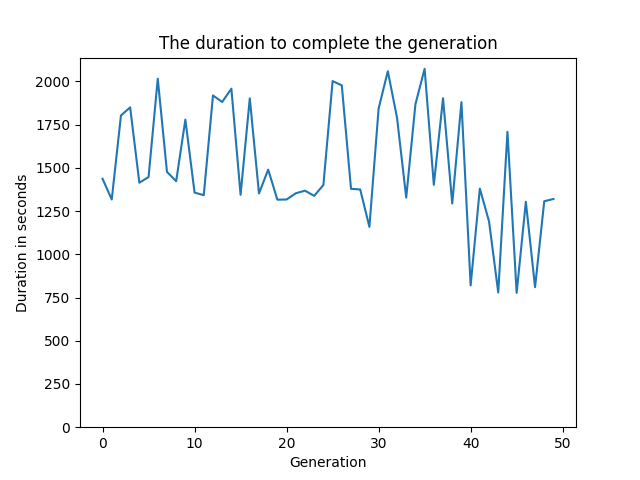 The duration to complete the generation
2000
1750
1500
1250
1000
750
500
250
0
Duration in seconds
0 10 20 30 40 50
Generation